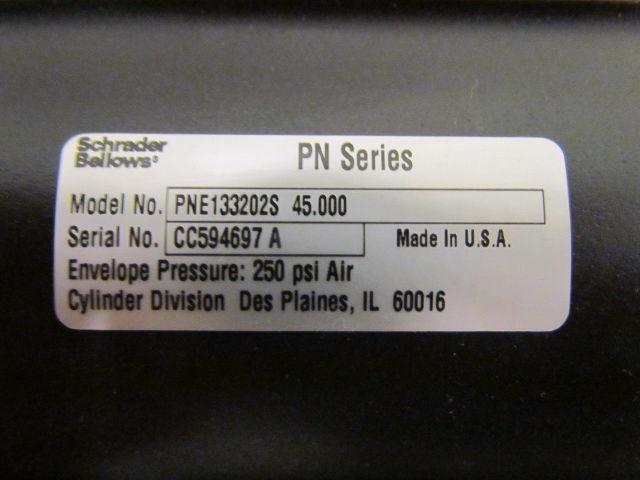 Schrader
Bellows®
PN Series
Model No. PNE133202S 45.000
Serial No. CC594697 A Made In U.S.A.
Envelope Pressure: 250 psi Air
Cylinder Division Des Plaines, IL 60016